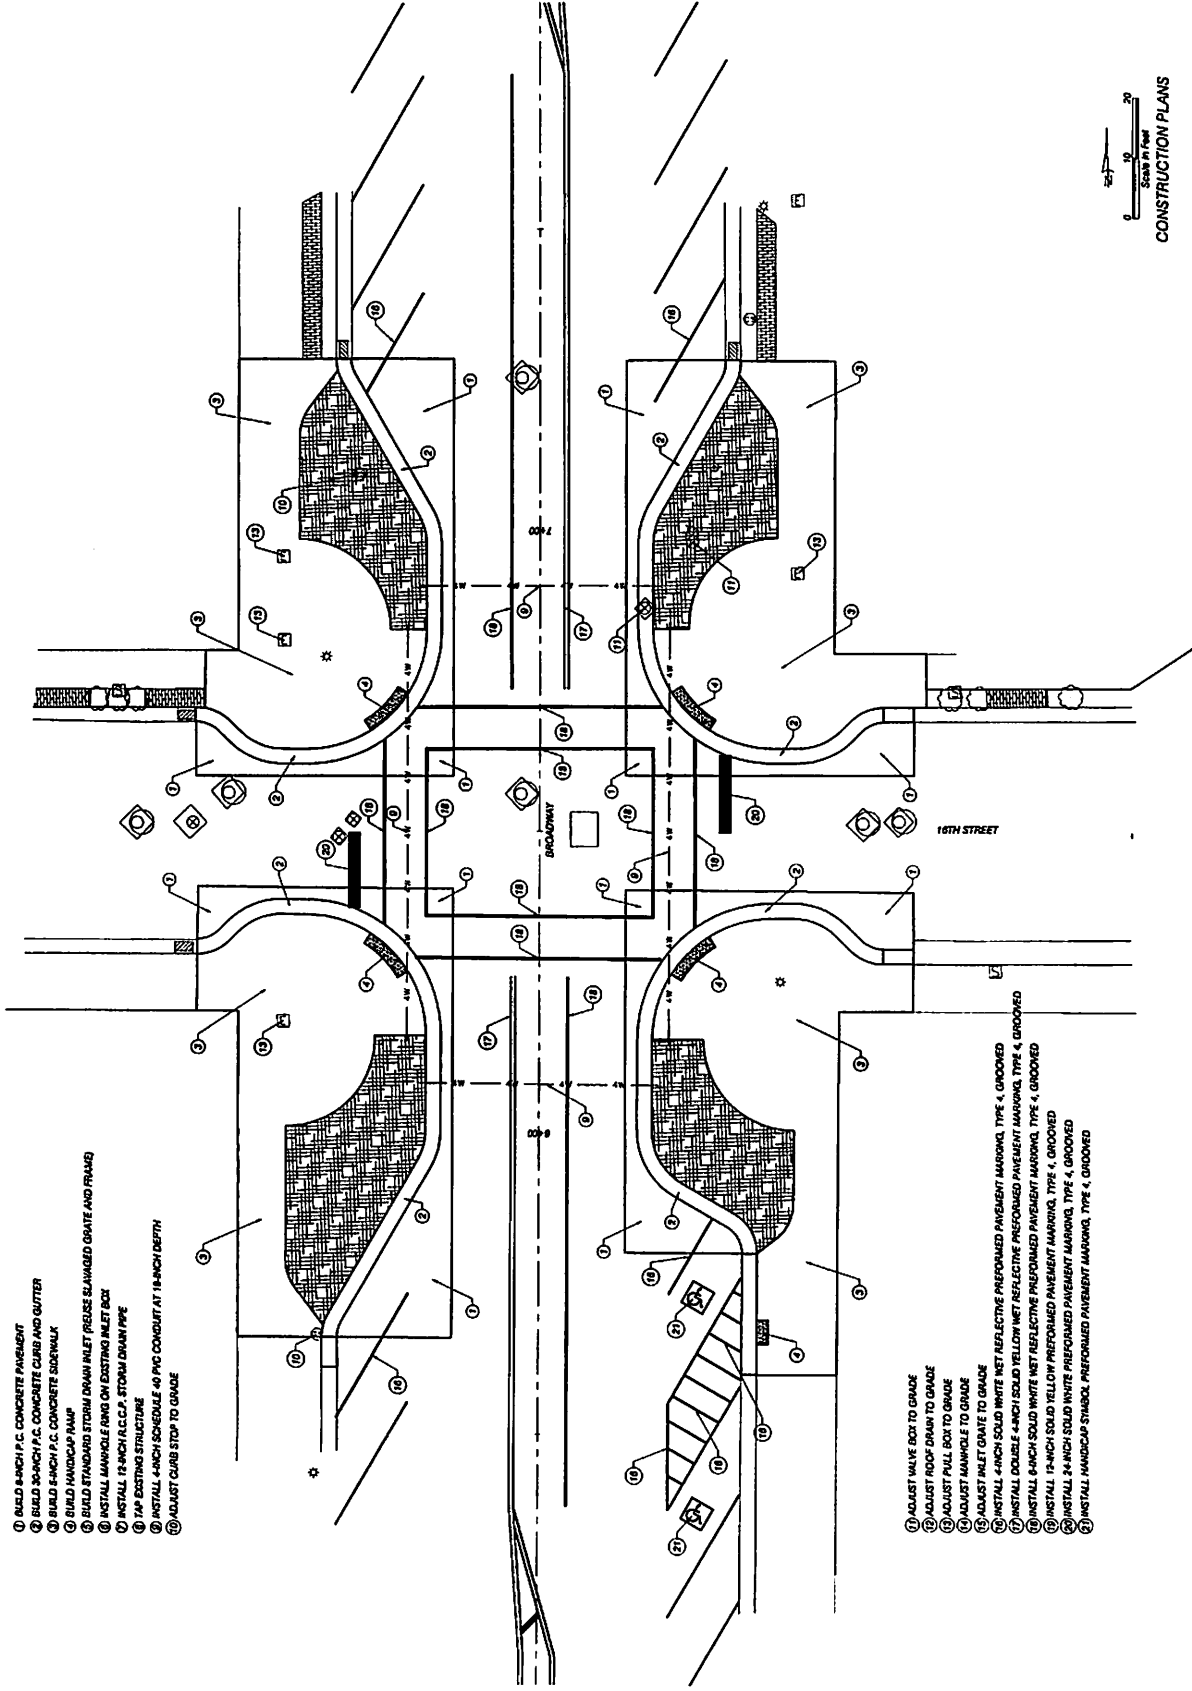 ① BUILD 8-INCH P.C. CONCRETE PAVEMENT
② BUILD 30-INCH P.C. CONCRETE CURB AND GUTTER
③ BUILD 5-INCH P.C. CONCRETE SIDEWALK
④ BUILD HANDICAP RAMP
⑤ BUILD STANDARD STORM DRAIN INLET (REUSE SLAVAGED GRATE AND FRAME)
⑥ INSTALL MANHOLE RING ON EXISTING INLET BOX
⑦ INSTALL 12-INCH R.C.C.P. STORM DRAIN PIPE
⑧ TAP EXISTING STRUCTURE
⑨ INSTALL 4-INCH SCHEDULE 40 PVC CONDUIT AT 18-INCH DEPTH
⑩ ADJUST CURB STOP TO GRADE
⑪ ADJUST VALVE BOX TO GRADE
⑫ ADJUST ROOF DRAIN TO GRADE
⑬ ADJUST PULL BOX TO GRADE
⑭ ADJUST MANHOLE TO GRADE
⑮ ADJUST INLET GRATE TO GRADE
⑯ INSTALL 4-INCH SOLID WHITE WET REFLECTIVE PREFORMED PAVEMENT MARKING, TYPE 4, GROOVED
⑰ INSTALL DOUBLE 4-INCH SOLID YELLOW WET REFLECTIVE PREFORMED PAVEMENT MARKING, TYPE 4, GROOVED
⑱ INSTALL 6-INCH SOLID WHITE WET REFLECTIVE PREFORMED PAVEMENT MARKING, TYPE 4, GROOVED
⑲ INSTALL 12-INCH SOLID YELLOW PREFORMED PAVEMENT MARKING, TYPE 4, GROOVED
⑳ INSTALL 24-INCH SOLID WHITE PREFORMED PAVEMENT MARKING, TYPE 4, GROOVED
㉑ INSTALL HANDICAP SYMBOL PREFORMED PAVEMENT MARKING, TYPE 4, GROOVED
BROADWAY
16TH STREET
6+00
7+00
0 10 20
Scale in Feet
CONSTRUCTION PLANS